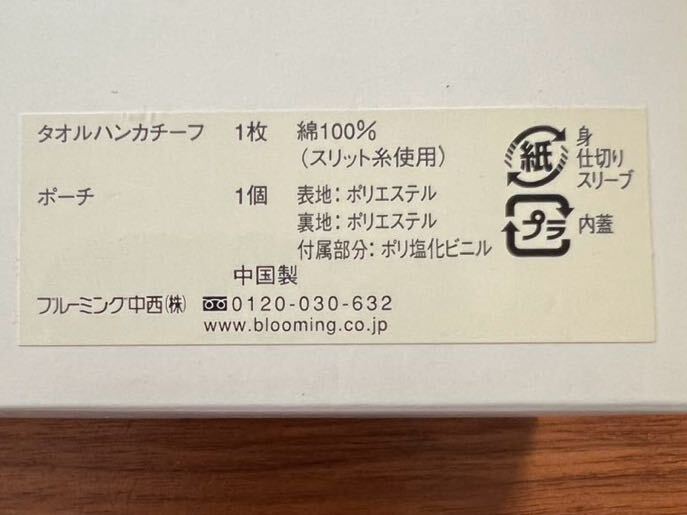 タオルハンカチーフ 1枚 綿100%
(スリット糸使用)
ポーチ 1個 表地:ポリエステル
裏地:ポリエステル
付属部分:ポリ塩化ビニル
中国製
ブルーミング中西(株) 0120-030-632
www.blooming.co.jp
紙 身
仕切り
スリーブ
プラ 内蓋